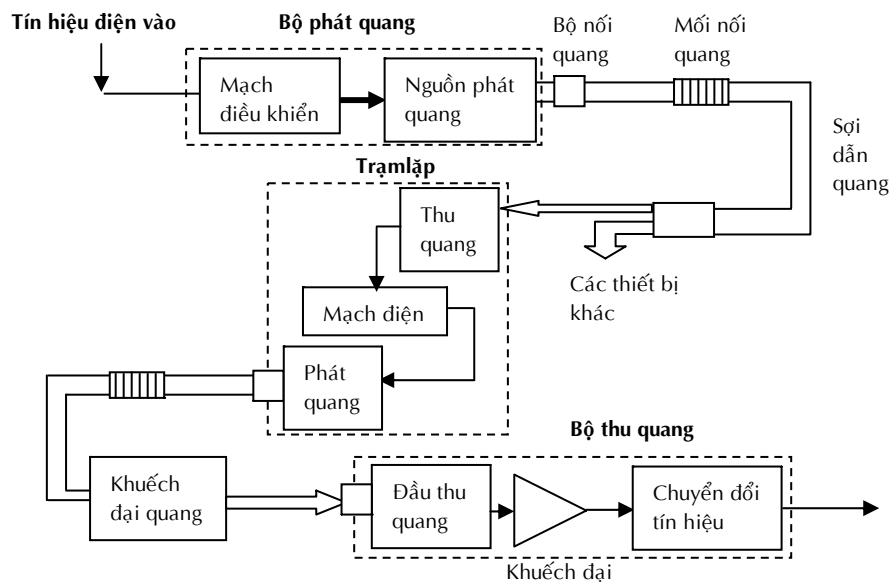 Tín hiệu điện vào
Bộ phát quang
Bộ nối
quang
Mối nối
quang
Mạch
điều khiển
Nguồn phát
quang
Sợi
dẫn
quang
Trạmlặp
Thu
quang
Các thiết bị
khác
Mạch điện
Phát
quang
Bộ thu quang
Khuếch
đại quang
Đầu thu
quang
Chuyển đổi
tín hiệu
Khuếch đại